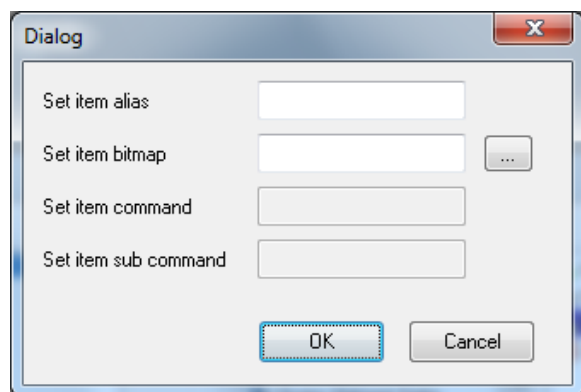 Dialog
Set item alias
Set item bitmap
...
Set item command
Set item sub command
OK
Cancel